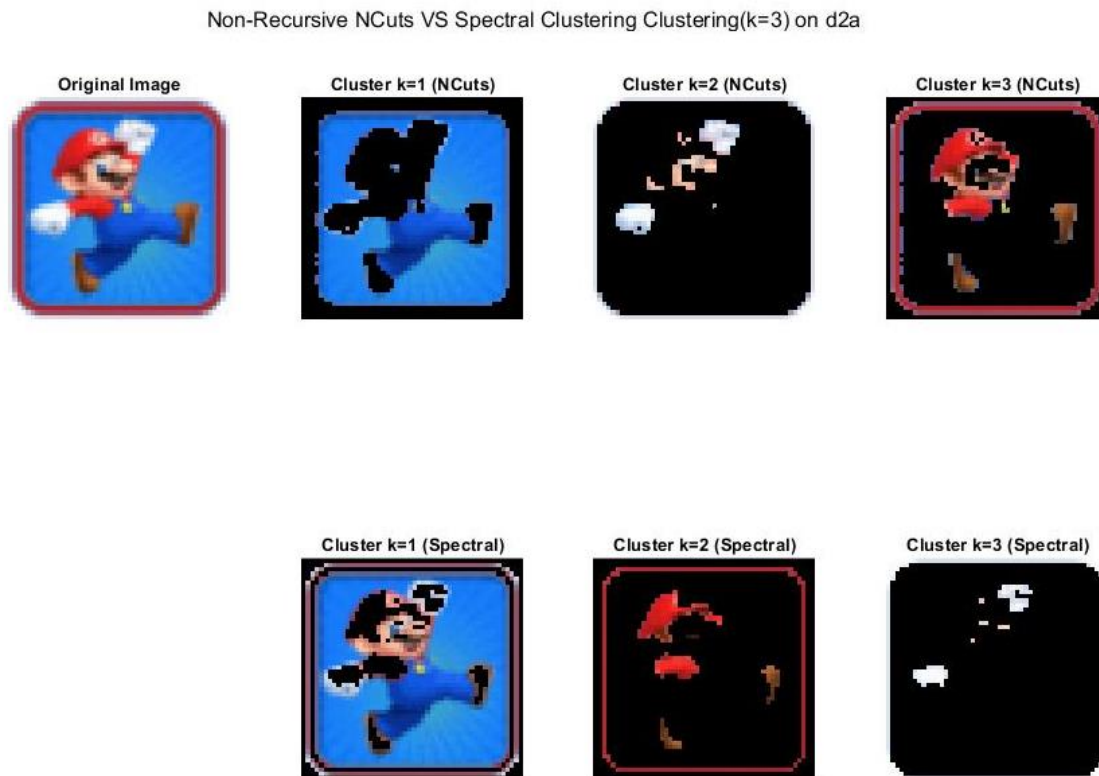 Non-Recursive NCuts VS Spectral Clustering Clustering(k=3) on d2a
Original Image
Cluster k=1 (NCuts)
Cluster k=2 (NCuts)
Cluster k=3 (NCuts)
Cluster k=1 (Spectral)
Cluster k=2 (Spectral)
Cluster k=3 (Spectral)